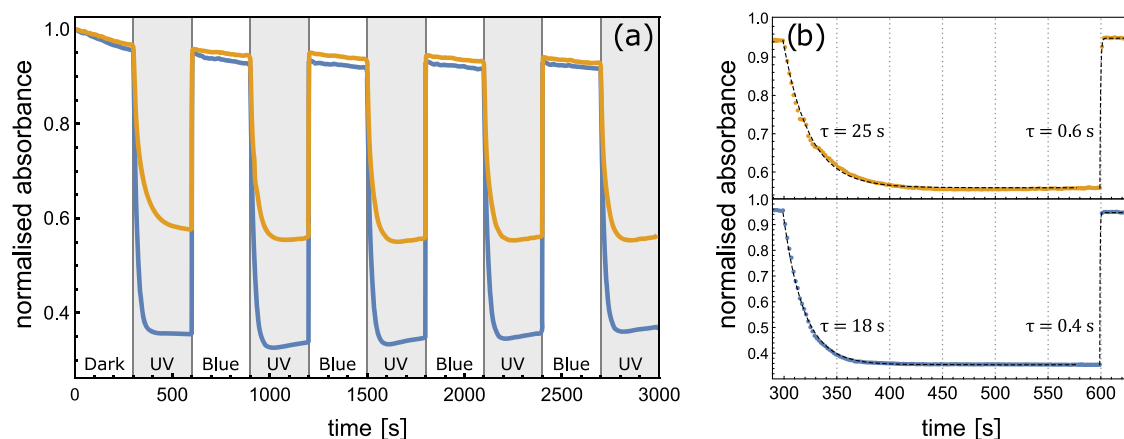 (a)
normalised absorbance
1.0
0.8
0.6
0.4
Dark UV Blue UV Blue UV Blue UV Blue UV
0 500 1000 1500 2000 2500 3000
time [s]
(b)
normalised absorbance
1.0
0.9
0.8
0.7
0.6
0.5
τ = 25 s τ = 0.6 s
1.0
0.9
0.8
0.7
0.6
0.5
0.4
τ = 18 s τ = 0.4 s
300 350 400 450 500 550 600
time [s]